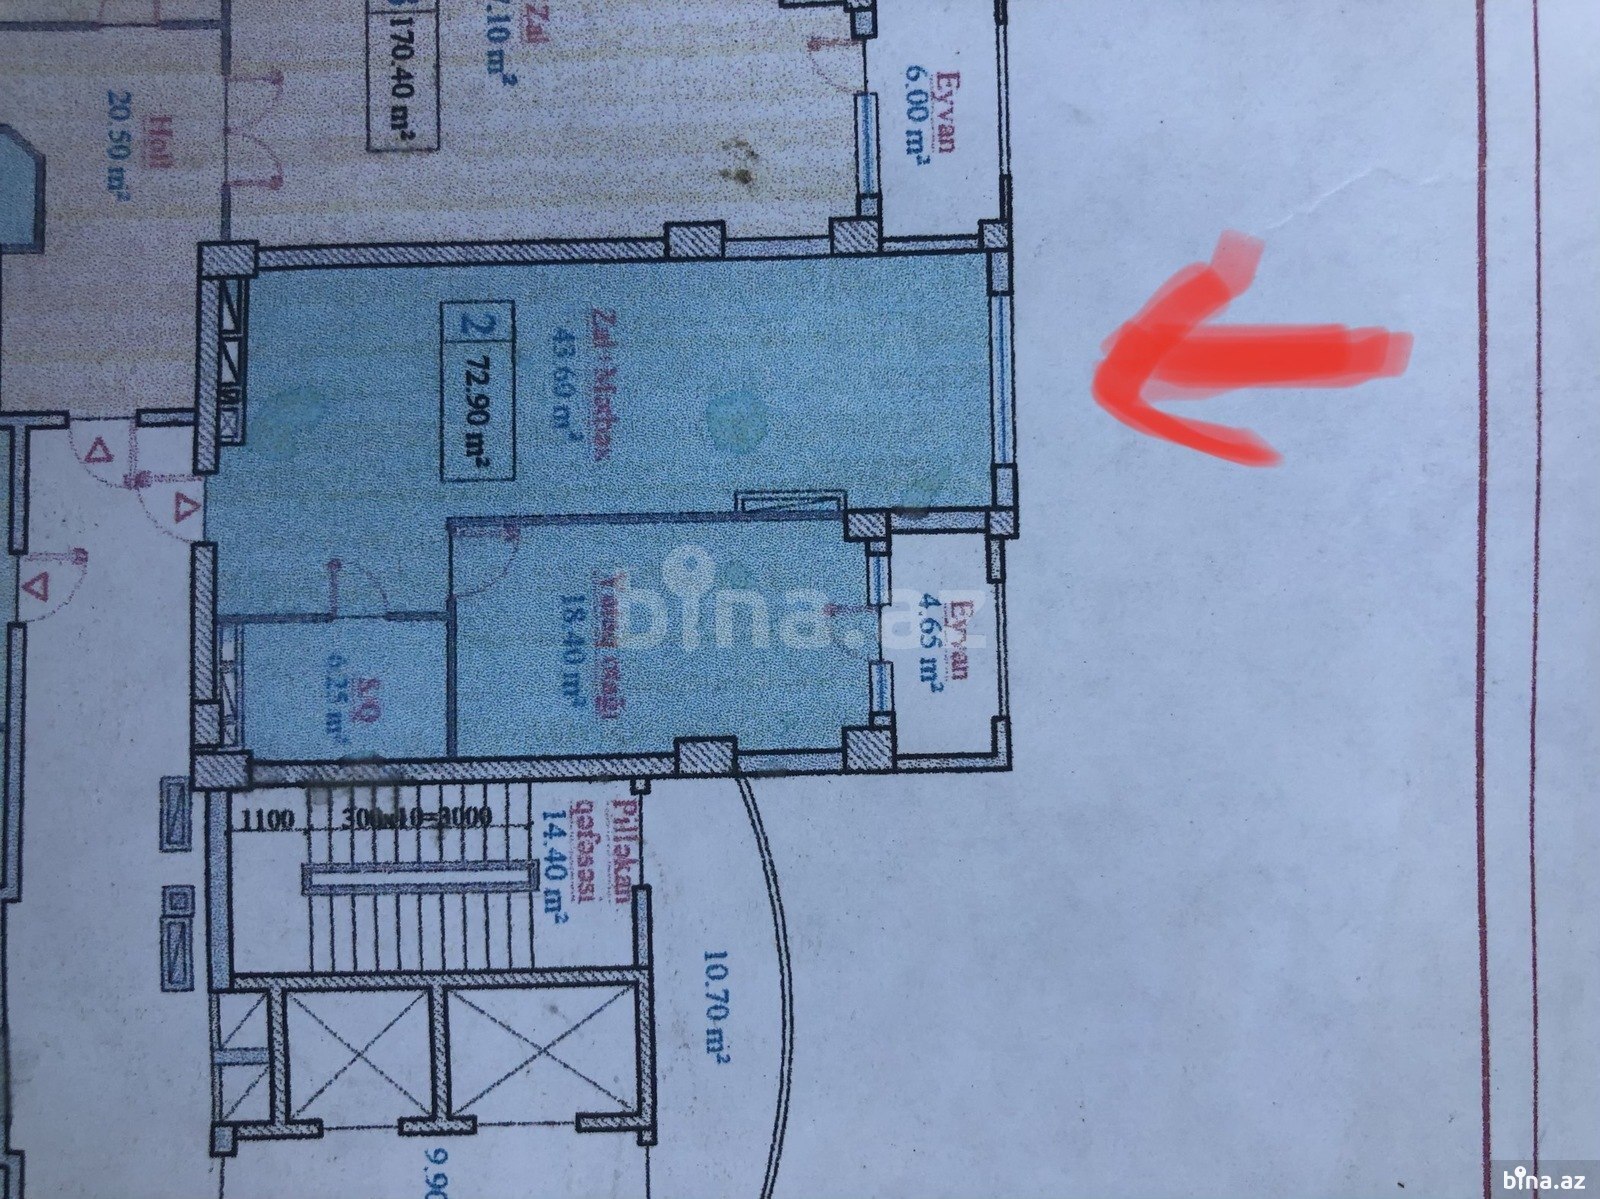 Zal
7.10 m²
170.40 m²
Eyvan
6.00 m²
Holl
20.50 m²
Zal+Mətbəx
43.60 m²
2
72.90 m²
Yataq otağı
18.40 m²
Eyvan
4.65 m²
S/Q
6.25 m²
bina.az
1100
300x10=3000
Pilləkan
qəfəsəsi
14.40 m²
10.70 m²
9.90
bina.az